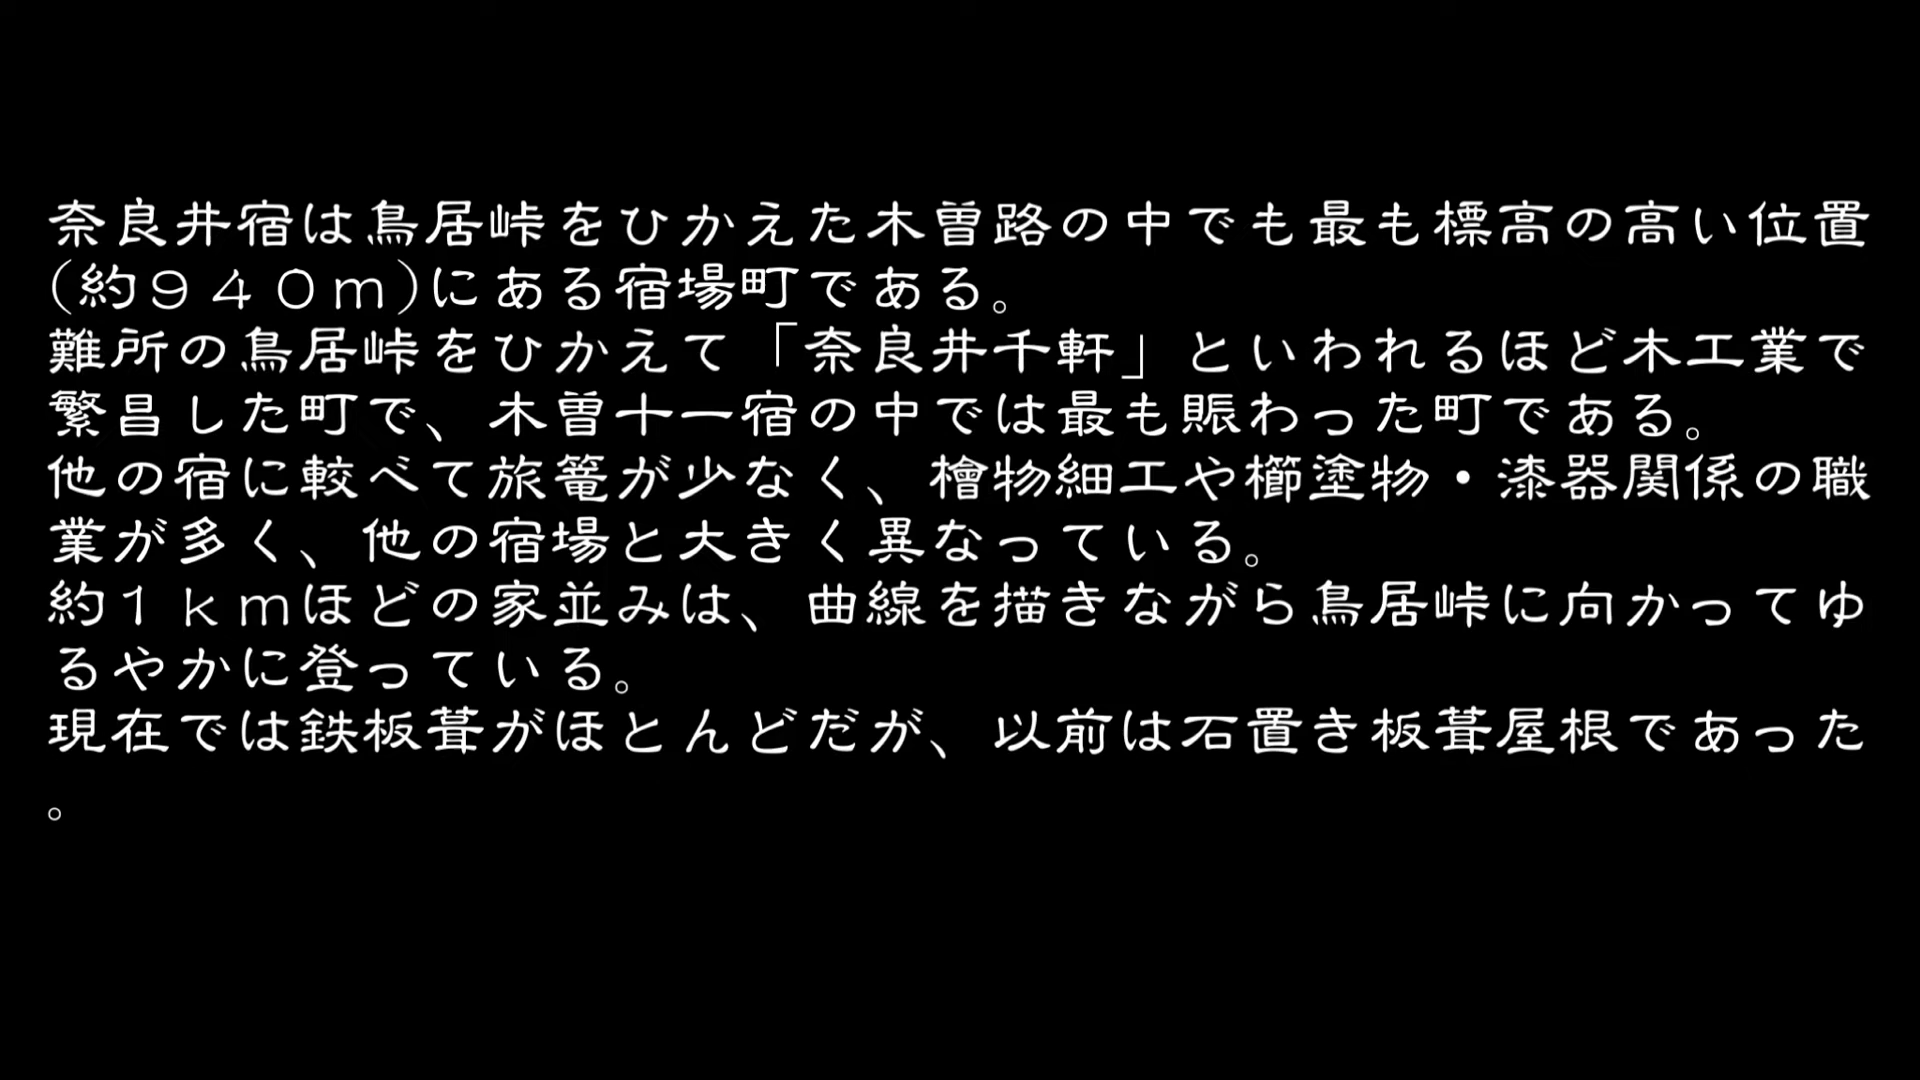 奈良井宿は鳥居峠をひかえた木曽路の中でも最も標高の高い位置
(約９４０ｍ)にある宿場町である。
難所の鳥居峠をひかえて「奈良井千軒」といわれるほど木工業で
繁昌した町で、木曽十一宿の中では最も賑わった町である。
他の宿に較べて旅篭が少なく、檜物細工や櫛塗物・漆器関係の職
業が多く、他の宿場と大きく異なっている。
約１ｋｍほどの家並みは、曲線を描きながら鳥居峠に向かってゆ
るやかに登っている。
現在では鉄板葺がほとんどだが、以前は石置き板葺屋根であった
。